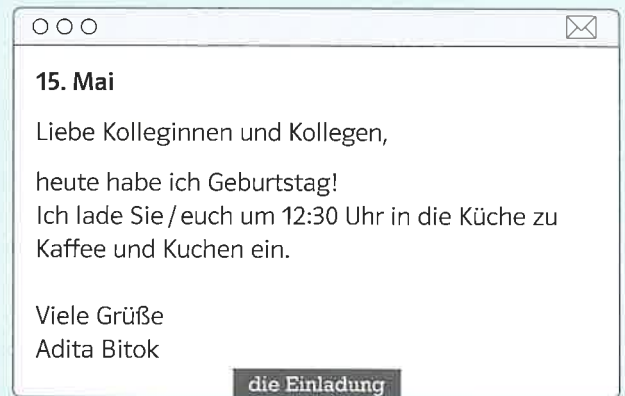 15. Mai
Liebe Kolleginnen und Kollegen,
heute habe ich Geburtstag!
Ich lade Sie / euch um 12:30 Uhr in die Küche zu
Kaffee und Kuchen ein.
Viele Grüße
Adita Bitok
die Einladung